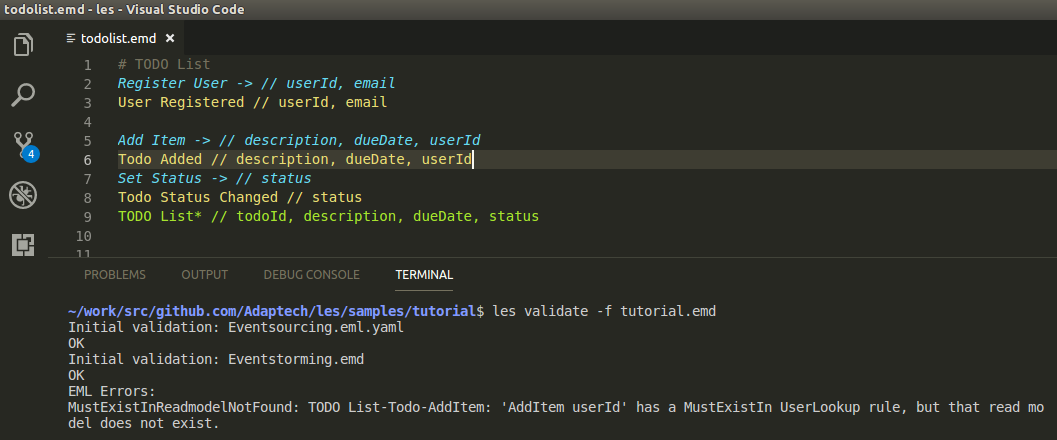 todolist.emd - les - Visual Studio Code
todolist.emd ×
1 # TODO List
2 Register User -> // userId, email
3 User Registered // userId, email
4
5 Add Item -> // description, dueDate, userId
6 Todo Added // description, dueDate, userId
7 Set Status -> // status
8 Todo Status Changed // status
9 TODO List* // todoId, description, dueDate, status
10
11
4
PROBLEMS OUTPUT DEBUG CONSOLE TERMINAL
~/work/src/github.com/Adaptech/les/samples/tutorial$ les validate -f tutorial.emd
Initial validation: Eventsourcing.eml.yaml
OK
Initial validation: Eventstorming.emd
OK
EML Errors:
MustExistInReadmodelNotFound: TODO List-Todo-AddItem: 'AddItem userId' has a MustExistIn UserLookup rule, but that read mo
del does not exist.